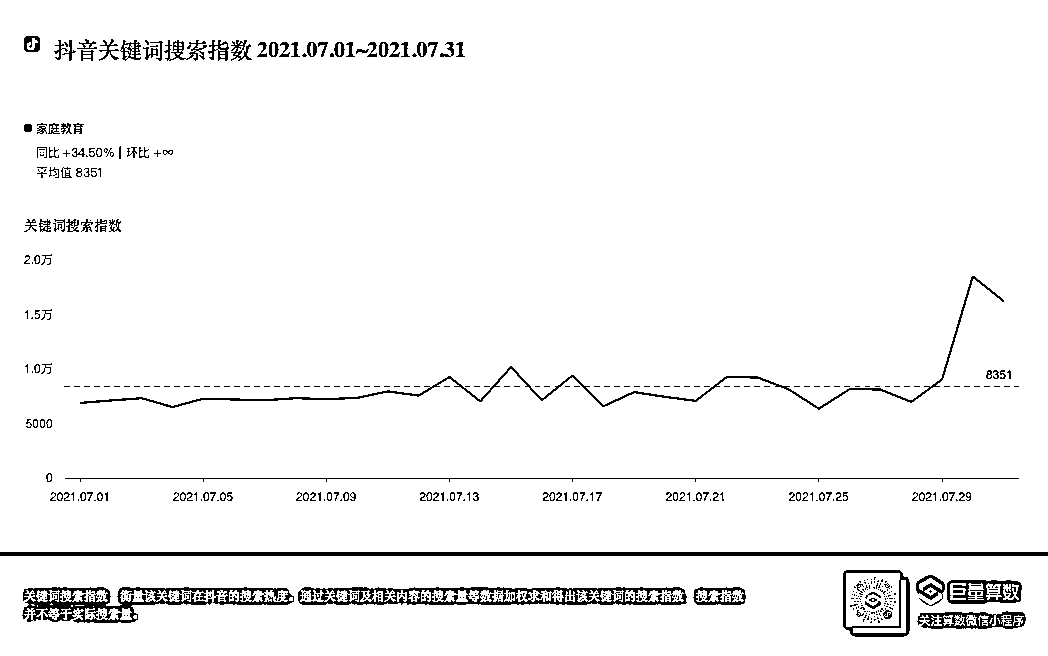 抖音关键词搜索指数 2021.07.01~2021.07.31
家庭教育
同比 +34.50% | 环比 +∞
平均值 8351
关键词搜索指数
2.0万
1.5万
1.0万
8351
5000
0
2021.07.01 2021.07.05 2021.07.09 2021.07.13 2021.07.17 2021.07.21 2021.07.25 2021.07.29
关键词搜索指数 衡量该关键词在抖音的搜索热度。通过关键词及相关内容的搜索量等数据加权求和得出该关键词的搜索指数 搜索指数
并不等于实际搜索量。
巨量算数
关注算数微信小程序